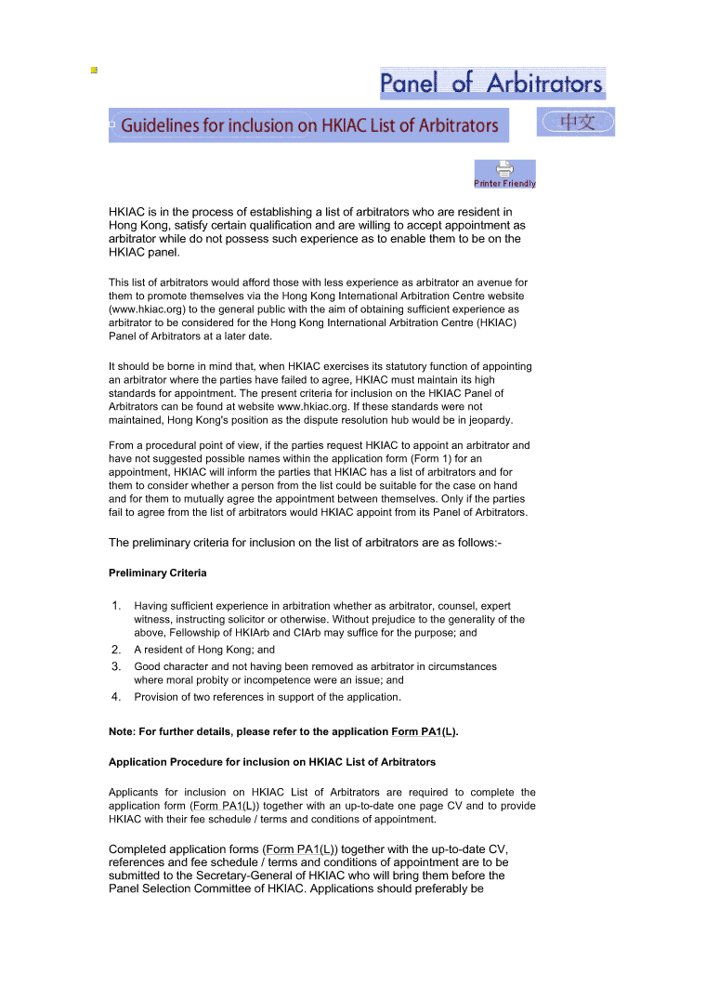 Panel of Arbitrators
Guidelines for inclusion on HKIAC List of Arbitrators
中文
Printer Friendly
HKIAC is in the process of establishing a list of arbitrators who are resident in
Hong Kong, satisfy certain qualification and are willing to accept appointment as
arbitrator while do not possess such experience as to enable them to be on the
HKIAC panel.
This list of arbitrators would afford those with less experience as arbitrator an avenue for
them to promote themselves via the Hong Kong International Arbitration Centre website
(www.hkiac.org) to the general public with the aim of obtaining sufficient experience as
arbitrator to be considered for the Hong Kong International Arbitration Centre (HKIAC)
Panel of Arbitrators at a later date.
It should be borne in mind that, when HKIAC exercises its statutory function of appointing
an arbitrator where the parties have failed to agree, HKIAC must maintain its high
standards for appointment. The present criteria for inclusion on the HKIAC Panel of
Arbitrators can be found at website www.hkiac.org. If these standards were not
maintained, Hong Kong's position as the dispute resolution hub would be in jeopardy.
From a procedural point of view, if the parties request HKIAC to appoint an arbitrator and
have not suggested possible names within the application form (Form 1) for an
appointment, HKIAC will inform the parties that HKIAC has a list of arbitrators and for
them to consider whether a person from the list could be suitable for the case on hand
and for them to mutually agree the appointment between themselves. Only if the parties
fail to agree from the list of arbitrators would HKIAC appoint from its Panel of Arbitrators.
The preliminary criteria for inclusion on the list of arbitrators are as follows:-
Preliminary Criteria
1. Having sufficient experience in arbitration whether as arbitrator, counsel, expert
witness, instructing solicitor or otherwise. Without prejudice to the generality of the
above, Fellowship of HKIArb and CIArb may suffice for the purpose; and
2. A resident of Hong Kong; and
3. Good character and not having been removed as arbitrator in circumstances
where moral probity or incompetence were an issue; and
4. Provision of two references in support of the application.
Note: For further details, please refer to the application Form PA1(L).
Application Procedure for inclusion on HKIAC List of Arbitrators
Applicants for inclusion on HKIAC List of Arbitrators are required to complete the
application form (Form PA1(L)) together with an up-to-date one page CV and to provide
HKIAC with their fee schedule / terms and conditions of appointment.
Completed application forms (Form PA1(L)) together with the up-to-date CV,
references and fee schedule / terms and conditions of appointment are to be
submitted to the Secretary-General of HKIAC who will bring them before the
Panel Selection Committee of HKIAC. Applications should preferably be